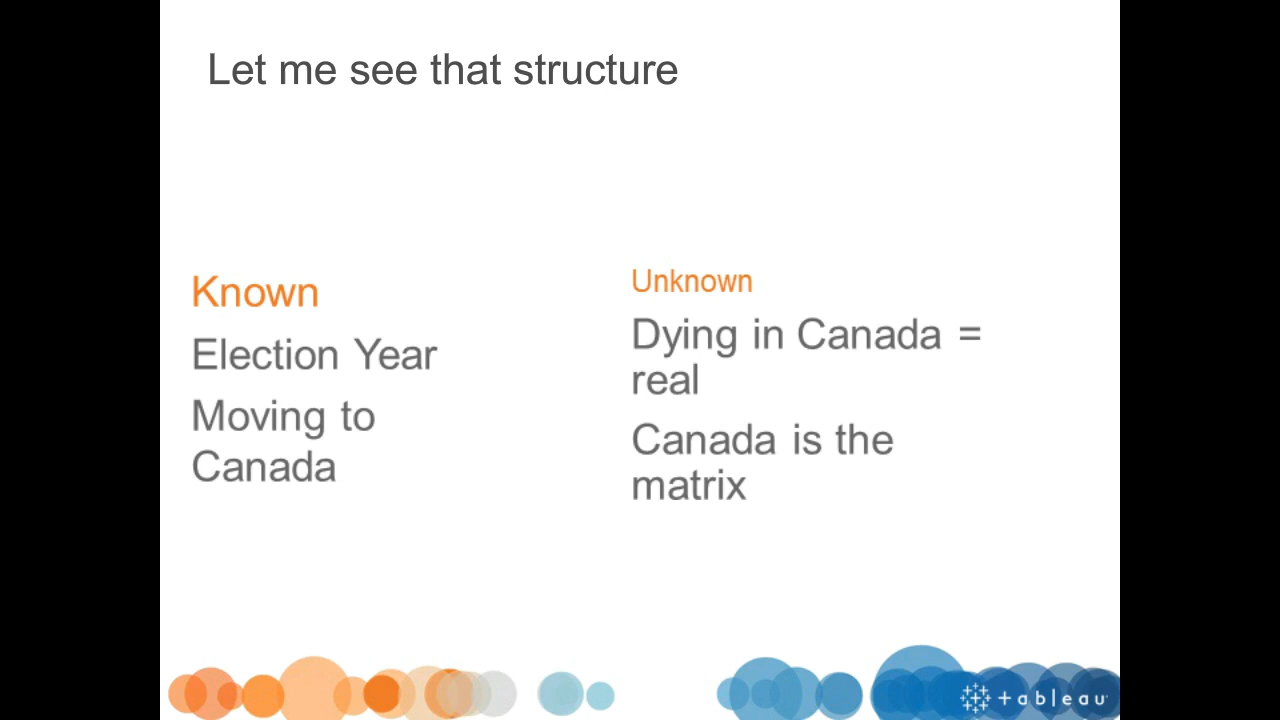 Let me see that structure
Known
Election Year
Moving to
Canada
Unknown
Dying in Canada =
real
Canada is the
matrix
+ableau